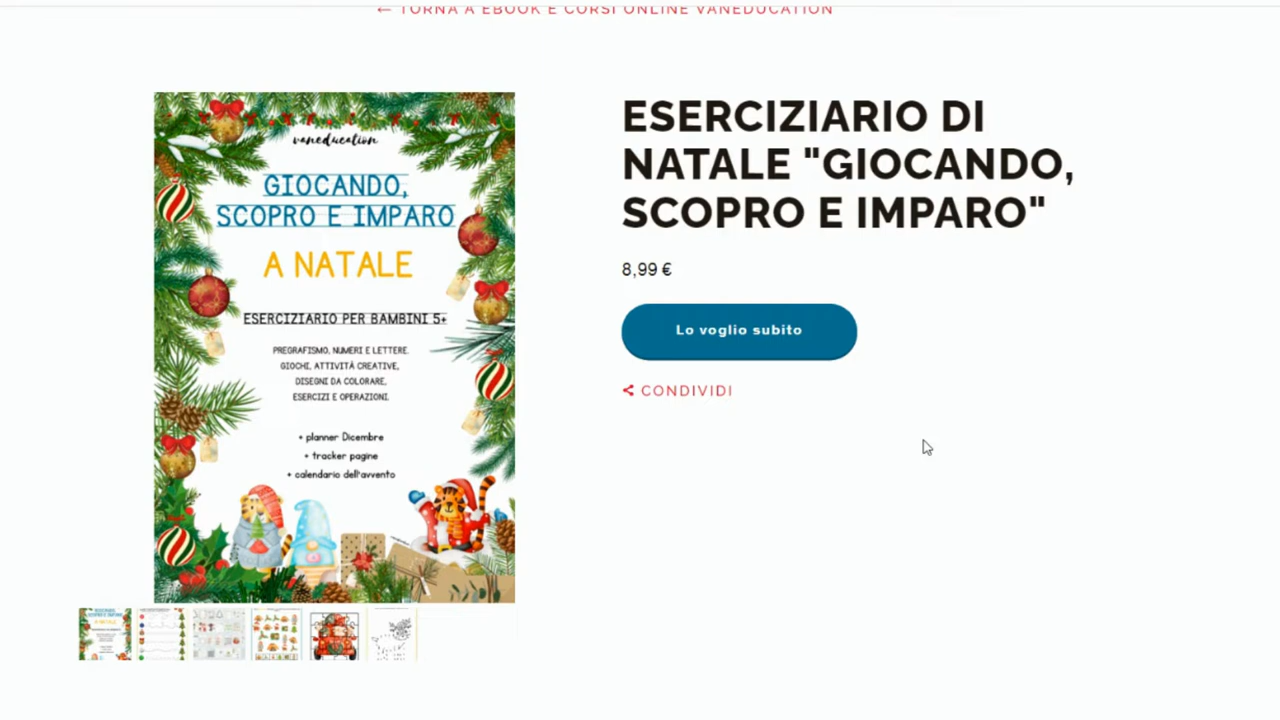 ← TORNA A EBOOK E CORSI ONLINE VANEDUCATION
vaneducation
GIOCANDO,
SCOPRO E IMPARO
A NATALE
ESERCIZIARIO PER BAMBINI 5+
PREGRAFISMO, NUMERI E LETTERE.
GIOCHI, ATTIVITÀ CREATIVE,
DISEGNI DA COLORARE,
ESERCIZI E OPERAZIONI.
+ planner Dicembre
+ tracker pagine
+ calendario dell'avvento
ESERCIZIARIO DI
NATALE "GIOCANDO,
SCOPRO E IMPARO"
8,99 €
Lo voglio subito
CONDIVIDI